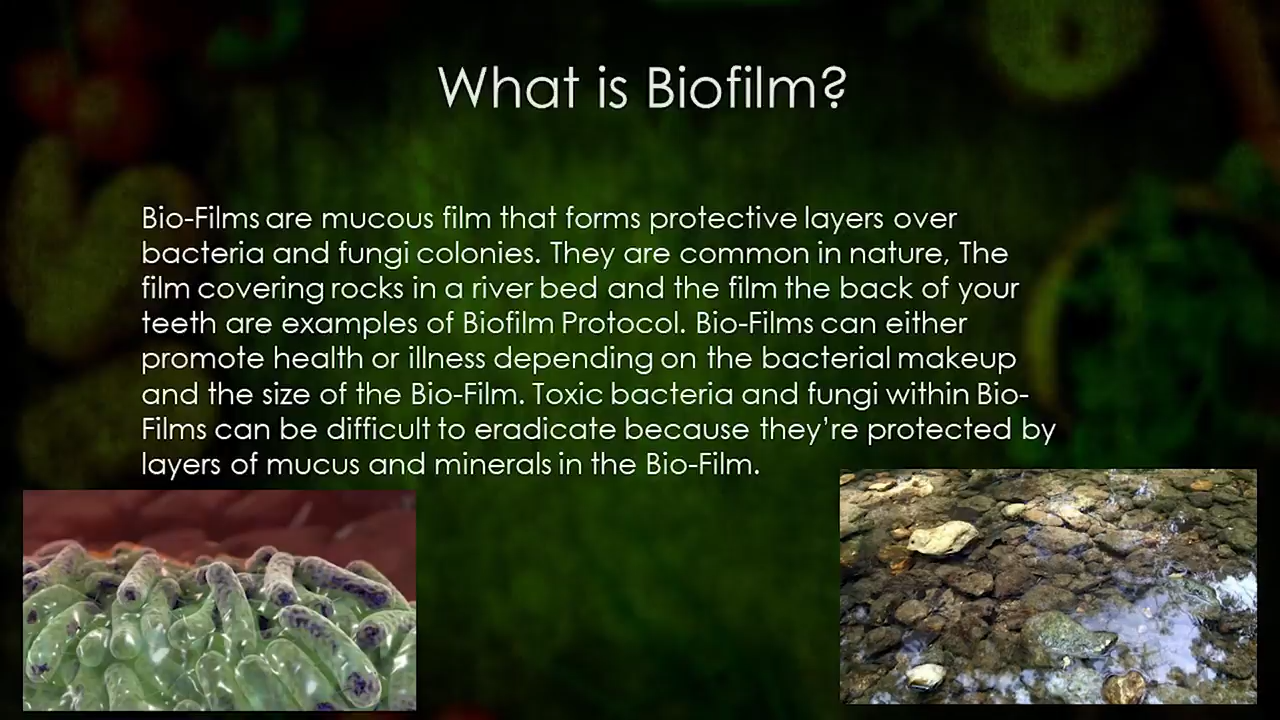 What is Biofilm?
Bio-Films are mucous film that forms protective layers over
bacteria and fungi colonies. They are common in nature, The
film covering rocks in a river bed and the film the back of your
teeth are examples of Biofilm Protocol. Bio-Films can either
promote health or illness depending on the bacterial makeup
and the size of the Bio-Film. Toxic bacteria and fungi within Bio-
Films can be difficult to eradicate because they’re protected by
layers of mucus and minerals in the Bio-Film.